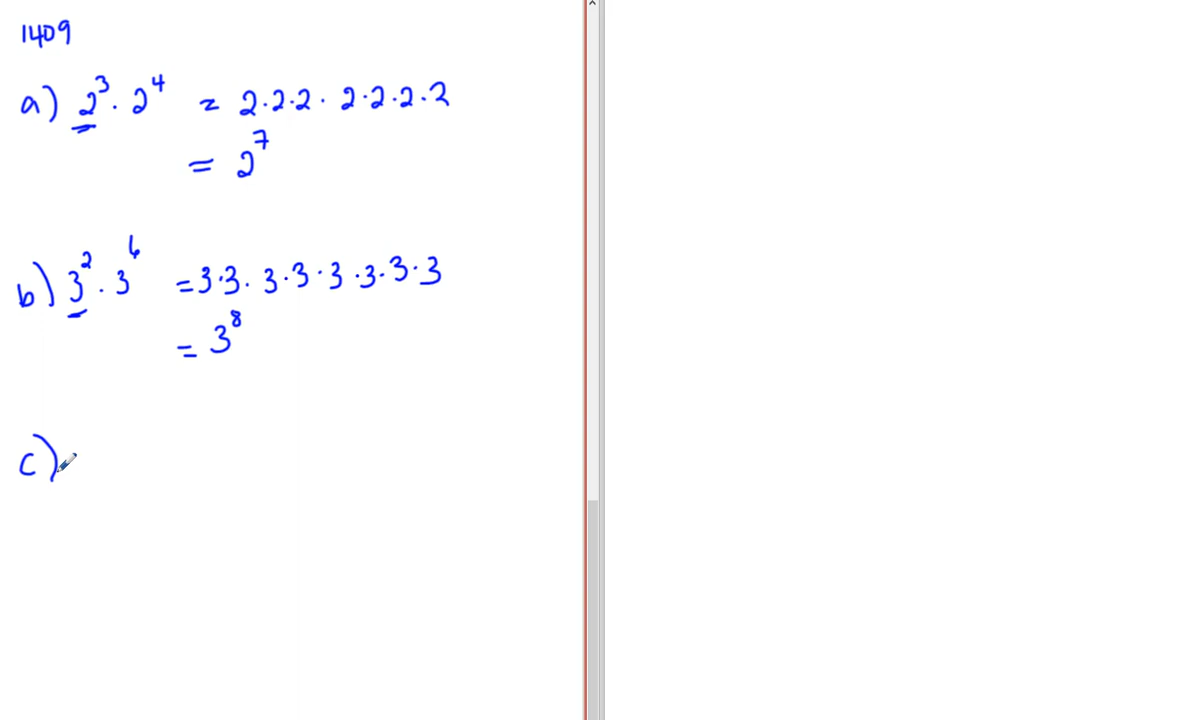 1409
a) 2³ · 2⁴ = 2·2·2· 2·2·2·2
= 2⁷
b) 3² · 3⁶ = 3·3· 3·3·3·3·3·3
= 3⁸
c)